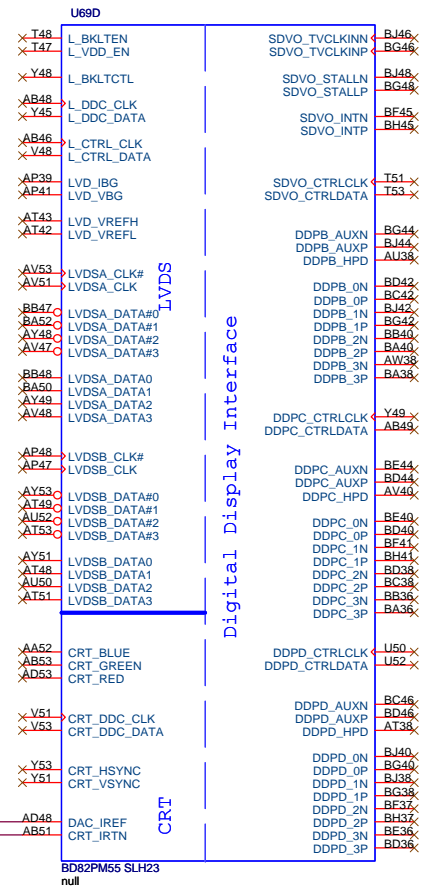 U69D
T48 L_BKLTEN
T47 L_VDD_EN
Y48 L_BKLTCTL
AB48 L_DDC_CLK
Y45 L_DDC_DATA
AB46 L_CTRL_CLK
V48 L_CTRL_DATA
AP39 LVD_IBG
AP41 LVD_VBG
AT43 LVD_VREFH
AT42 LVD_VREFL
AV53 LVDSA_CLK#
AV51 LVDSA_CLK
BB47 LVDSA_DATA#0
BA52 LVDSA_DATA#1
AY48 LVDSA_DATA#2
AV47 LVDSA_DATA#3
BB48 LVDSA_DATA0
BA50 LVDSA_DATA1
AY49 LVDSA_DATA2
AV48 LVDSA_DATA3
AP48 LVDSB_CLK#
AP47 LVDSB_CLK
AY53 LVDSB_DATA#0
AT49 LVDSB_DATA#1
AU52 LVDSB_DATA#2
AT53 LVDSB_DATA#3
AY51 LVDSB_DATA0
AT48 LVDSB_DATA1
AU50 LVDSB_DATA2
AT51 LVDSB_DATA3
AA52 CRT_BLUE
AB53 CRT_GREEN
AD53 CRT_RED
V51 CRT_DDC_CLK
V53 CRT_DDC_DATA
Y53 CRT_HSYNC
Y51 CRT_VSYNC
AD48 DAC_IREF
AB51 CRT_IRTN
LVDS
CRT
Digital Display Interface
SDVO_TVCLKINN BJ46
SDVO_TVCLKINP BG46
SDVO_STALLN BJ48
SDVO_STALLP BG48
SDVO_INTN BF45
SDVO_INTP BH45
SDVO_CTRLCLK T51
SDVO_CTRLDATA T53
DDPB_AUXN BG44
DDPB_AUXP BJ44
DDPB_HPD AU38
DDPB_0N BD42
DDPB_0P BC42
DDPB_1N BJ42
DDPB_1P BG42
DDPB_2N BB40
DDPB_2P BA40
DDPB_3N AW38
DDPB_3P BA38
DDPC_CTRLCLK Y49
DDPC_CTRLDATA AB49
DDPC_AUXN BE44
DDPC_AUXP BD44
DDPC_HPD AV40
DDPC_0N BE40
DDPC_0P BD40
DDPC_1N BF41
DDPC_1P BH41
DDPC_2N BD38
DDPC_2P BC38
DDPC_3N BB36
DDPC_3P BA36
DDPD_CTRLCLK U50
DDPD_CTRLDATA U52
DDPD_AUXN BC46
DDPD_AUXP BD46
DDPD_HPD AT38
DDPD_0N BJ40
DDPD_0P BG40
DDPD_1N BJ38
DDPD_1P BG38
DDPD_2N BF37
DDPD_2P BH37
DDPD_3N BE36
DDPD_3P BD36
BD82PM55 SLH23
null